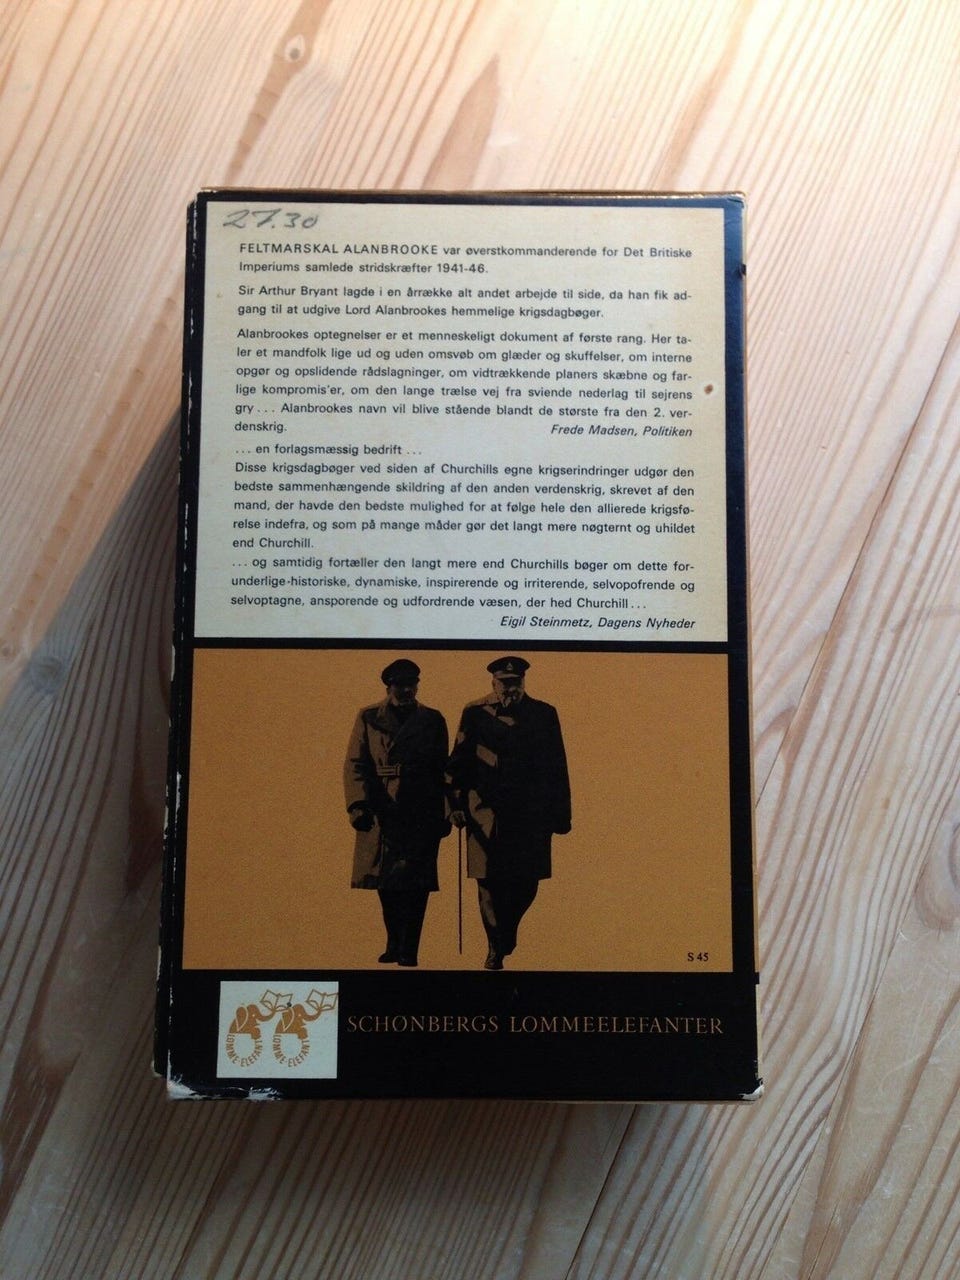 27.30
FELTMARSKAL ALANBROOKE var øverstkommanderende for Det Britiske
Imperiums samlede stridskræfter 1941-46.
Sir Arthur Bryant lagde i en årrække alt andet arbejde til side, da han fik ad-
gang til at udgive Lord Alanbrookes hemmelige krigsdagbøger.
Alanbrookes optegnelser er et menneskeligt dokument af første rang. Her ta-
ler et mandfolk lige ud og uden omsvøb om glæder og skuffelser, om interne
opgør og opslidende rådslagninger, om vidtrækkende planers skæbne og far-
lige kompromis'er, om den lange trælse vej fra sviende nederlag til sejrens
gry ... Alanbrookes navn vil blive stående blandt de største fra den 2. ver-
denskrig. Frede Madsen, Politiken
... en forlagsmæssig bedrift ...
Disse krigsdagbøger ved siden af Churchills egne krigserindringer udgør den
bedste sammenhængende skildring af den anden verdenskrig, skrevet af den
mand, der havde den bedste mulighed for at følge hele den allierede krigsfø-
relse indefra, og som på mange måder gør det langt mere nøgternt og uhildet
end Churchill.
... og samtidig fortæller den langt mere end Churchills bøger om dette for-
underlige-historiske, dynamiske, inspirerende og irriterende, selvopofrende og
selvoptagne, ansporende og udfordrende væsen, der hed Churchill ...
Eigil Steinmetz, Dagens Nyheder
S 45
LOMME-ELEFANT LOMME-ELEFANT
SCHØNBERGS LOMMEELEFANTER